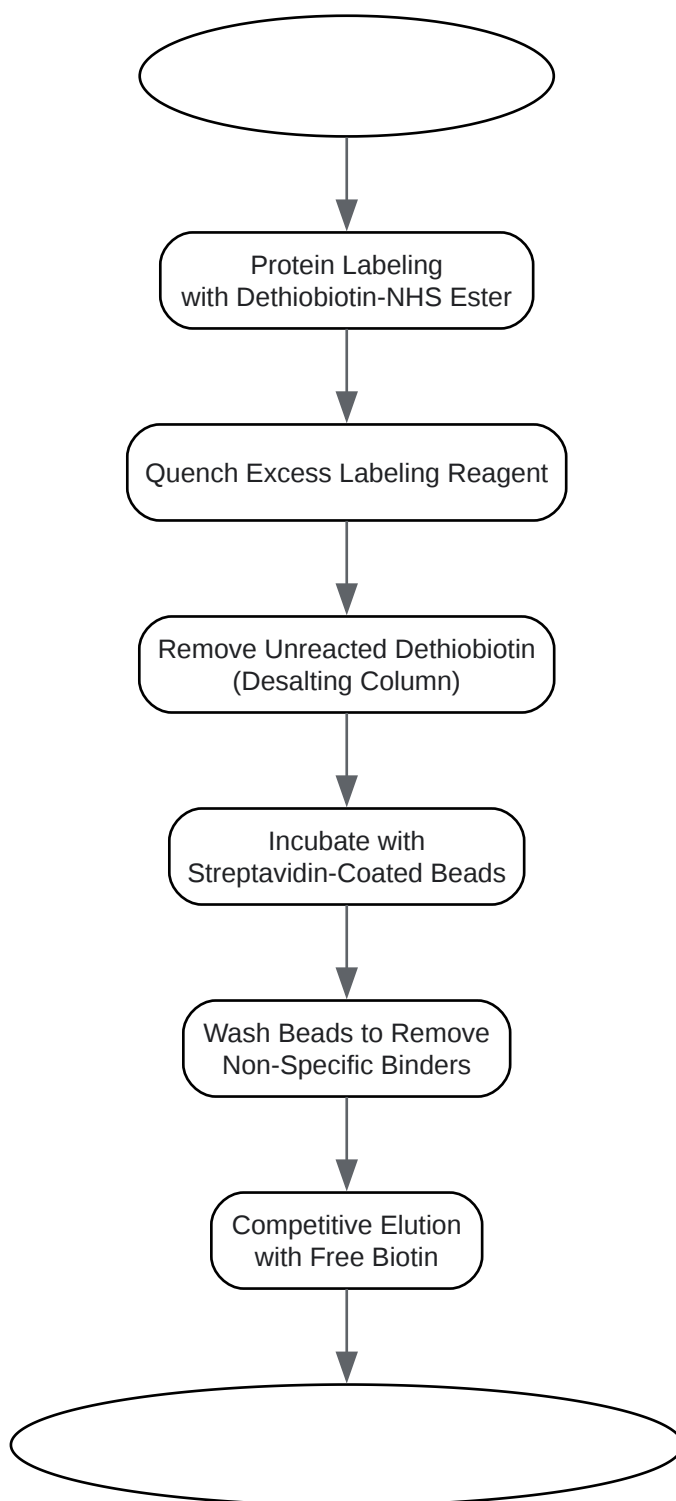 Protein Labeling
with Dethiobiotin-NHS Ester
Quench Excess Labeling Reagent
Remove Unreacted Dethiobiotin
(Desalting Column)
Incubate with
Streptavidin-Coated Beads
Wash Beads to Remove
Non-Specific Binders
Competitive Elution
with Free Biotin